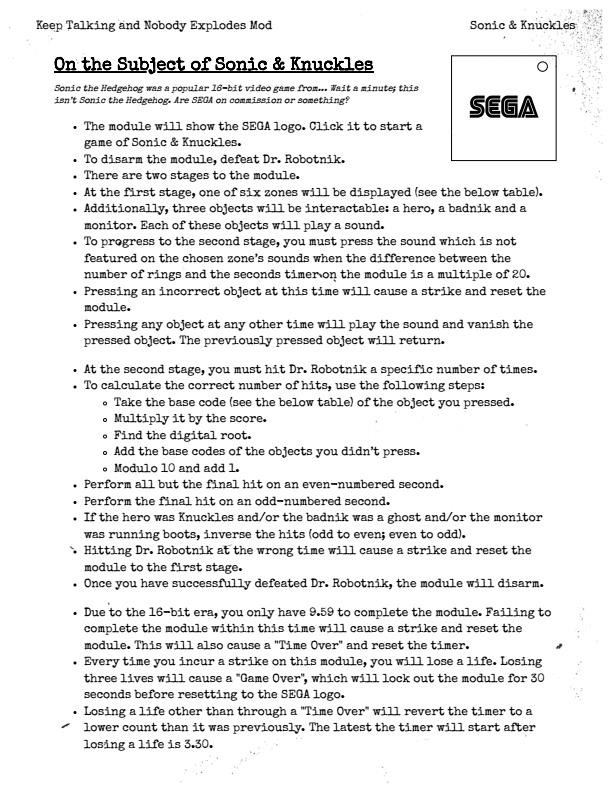 Keep Talking and Nobody Explodes Mod Sonic & Knuckles
On the Subject of Sonic & Knuckles
Sonic the Hedgehog was a popular 16-bit video game from... Wait a minute; this
isn't Sonic the Hedgehog. Are SEGA on commission or something?
SEGA
• The module will show the SEGA logo. Click it to start a
game of Sonic & Knuckles.
• To disarm the module, defeat Dr. Robotnik.
• There are two stages to the module.
• At the first stage, one of six zones will be displayed (see the below table).
• Additionally, three objects will be interactable: a hero, a badnik and a
monitor. Each of these objects will play a sound.
• To progress to the second stage, you must press the sound which is not
featured on the chosen zone's sounds when the difference between the
number of rings and the seconds timer on the module is a multiple of 20.
• Pressing an incorrect object at this time will cause a strike and reset the
module.
• Pressing any object at any other time will play the sound and vanish the
pressed object. The previously pressed object will return.
• At the second stage, you must hit Dr. Robotnik a specific number of times.
• To calculate the correct number of hits, use the following steps:
◦ Take the base code (see the below table) of the object you pressed.
◦ Multiply it by the score.
◦ Find the digital root.
◦ Add the base codes of the objects you didn't press.
◦ Modulo 10 and add 1.
• Perform all but the final hit on an even-numbered second.
• Perform the final hit on an odd-numbered second.
• If the hero was Knuckles and/or the badnik was a ghost and/or the monitor
was running boots, inverse the hits (odd to even; even to odd).
• Hitting Dr. Robotnik at the wrong time will cause a strike and reset the
module to the first stage.
• Once you have successfully defeated Dr. Robotnik, the module will disarm.
• Due to the 16-bit era, you only have 9.59 to complete the module. Failing to
complete the module within this time will cause a strike and reset the
module. This will also cause a "Time Over" and reset the timer.
• Every time you incur a strike on this module, you will lose a life. Losing
three lives will cause a "Game Over", which will lock out the module for 30
seconds before resetting to the SEGA logo.
• Losing a life other than through a "Time Over" will revert the timer to a
lower count than it was previously. The latest the timer will start after
losing a life is 3.30.